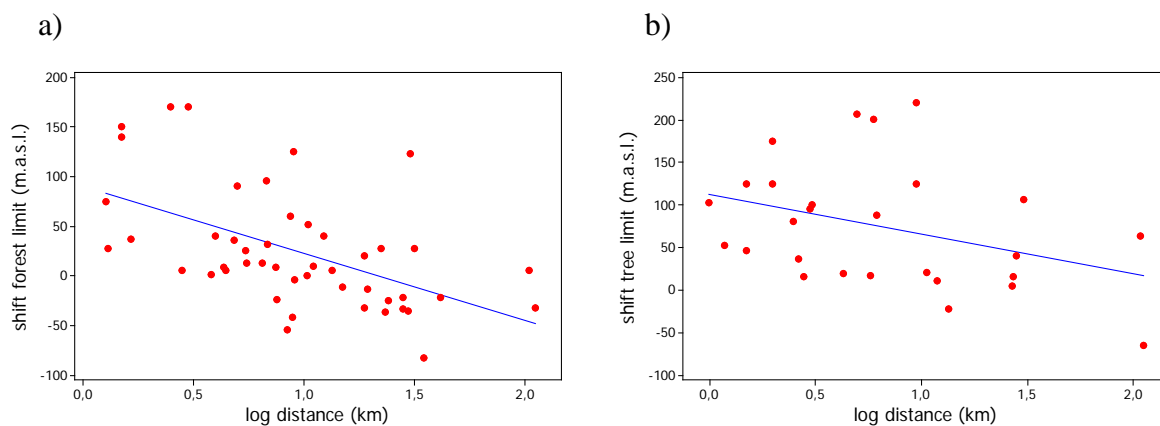 a)
b)
200
150
100
50
0
-50
-100
shift forest limit (m.a.s.l.)
0,0 0,5 1,0 1,5 2,0
log distance (km)
250
200
150
100
50
0
-50
-100
shift tree limit (m.a.s.l.)
0,0 0,5 1,0 1,5 2,0
log distance (km)